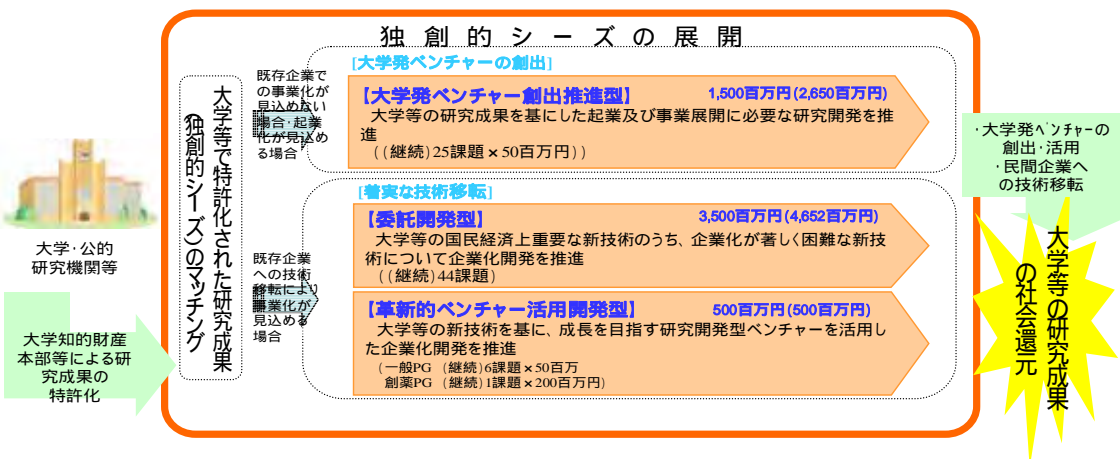 独創的シーズの展開
[大学発ベンチャーの創出]
既存企業で
の事業化が
見込めない
場合・起業
化が見込め
る場合
【大学発ベンチャー創出推進型】 1,500百万円(2,650百万円)
大学等の研究成果を基にした起業及び事業展開に必要な研究開発を推
進
((継続)25課題×50百万円))
大学等で特許化された研究成果
(独創的シーズ)のマッチング
大学・公的
研究機関等
大学知的財産
本部等による研
究成果の
特許化
[着実な技術移転]
既存企業
への技術
移転により
事業化が
見込める
場合
【委託開発型】 3,500百万円(4,652百万円)
大学等の国民経済上重要な新技術のうち、企業化が著しく困難な新技
術について企業化開発を推進
((継続)44課題)
【革新的ベンチャー活用開発型】 500百万円(500百万円)
大学等の新技術を基に、成長を目指す研究開発型ベンチャーを活用し
た企業化開発を推進
(一般PG (継続)6課題×50百万
創薬PG (継続)1課題×200百万円)
・大学発ベンチャーの
創出・活用
・民間企業へ
の技術移転
大学等の研究成果
の社会還元